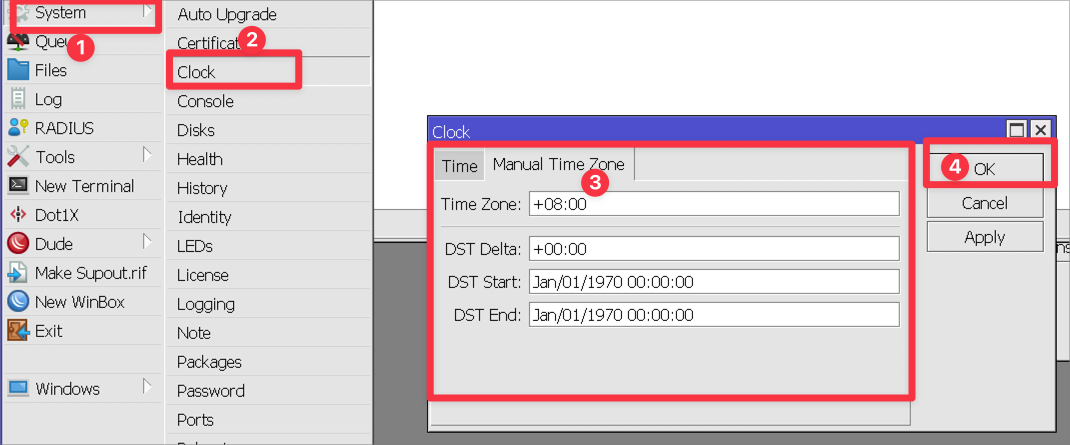 System
1
Queu
Files
Log
RADIUS
Tools
New Terminal
Dot1X
Dude
Make Supout.rif
New WinBox
Exit
Windows
Auto Upgrade
Certificat
2
Clock
Console
Disks
Health
History
Identity
LEDs
License
Logging
Note
Packages
Password
Ports
Clock
Time Manual Time Zone
3
Time Zone: +08:00
DST Delta: +00:00
DST Start: Jan/01/1970 00:00:00
DST End: Jan/01/1970 00:00:00
4 OK
Cancel
Apply